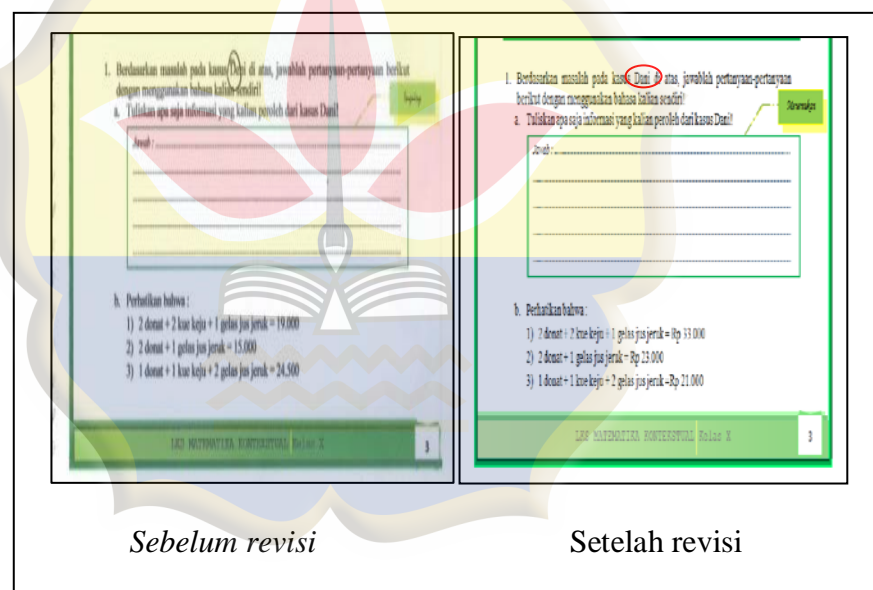 1. Berdasarkan masalah pada kasus Deni di atas, jawablah pertanyaan-pertanyaan berikut
dengan menggunakan bahasa kalian sendiri!
a. Tuliskan apa saja informasi yang kalian peroleh dari kasus Dani!
Jawab :
b. Perhatikan bahwa :
1) 2 donat + 2 kue keju + 1 gelas jus jeruk = 19.000
2) 2 donat + 1 gelas jus jeruk = 15.000
3) 1 donat + 1 kue keju + 2 gelas jus jeruk = 24.500
LKS MATEMATIKA KONTEKSTUAL Kelas X
3
1. Berdasarkan masalah pada kasus Dani di atas, jawablah pertanyaan-pertanyaan
berikut dengan menggunakan bahasa kalian sendiri!
a. Tuliskan apa saja informasi yang kalian peroleh dari kasus Dani!
Menemukan
Jawab :
b. Perhatikan bahwa :
1) 2 donat + 2 kue keju + 1 gelas jus jeruk = Rp 33.000
2) 2 donat + 1 gelas jus jeruk = Rp 23.000
3) 1 donat + 1 kue keju + 2 gelas jus jeruk =Rp 21.000
LKS MATEMATIKA KONTEKSTUAL Kelas X
3
Sebelum revisi
Setelah revisi